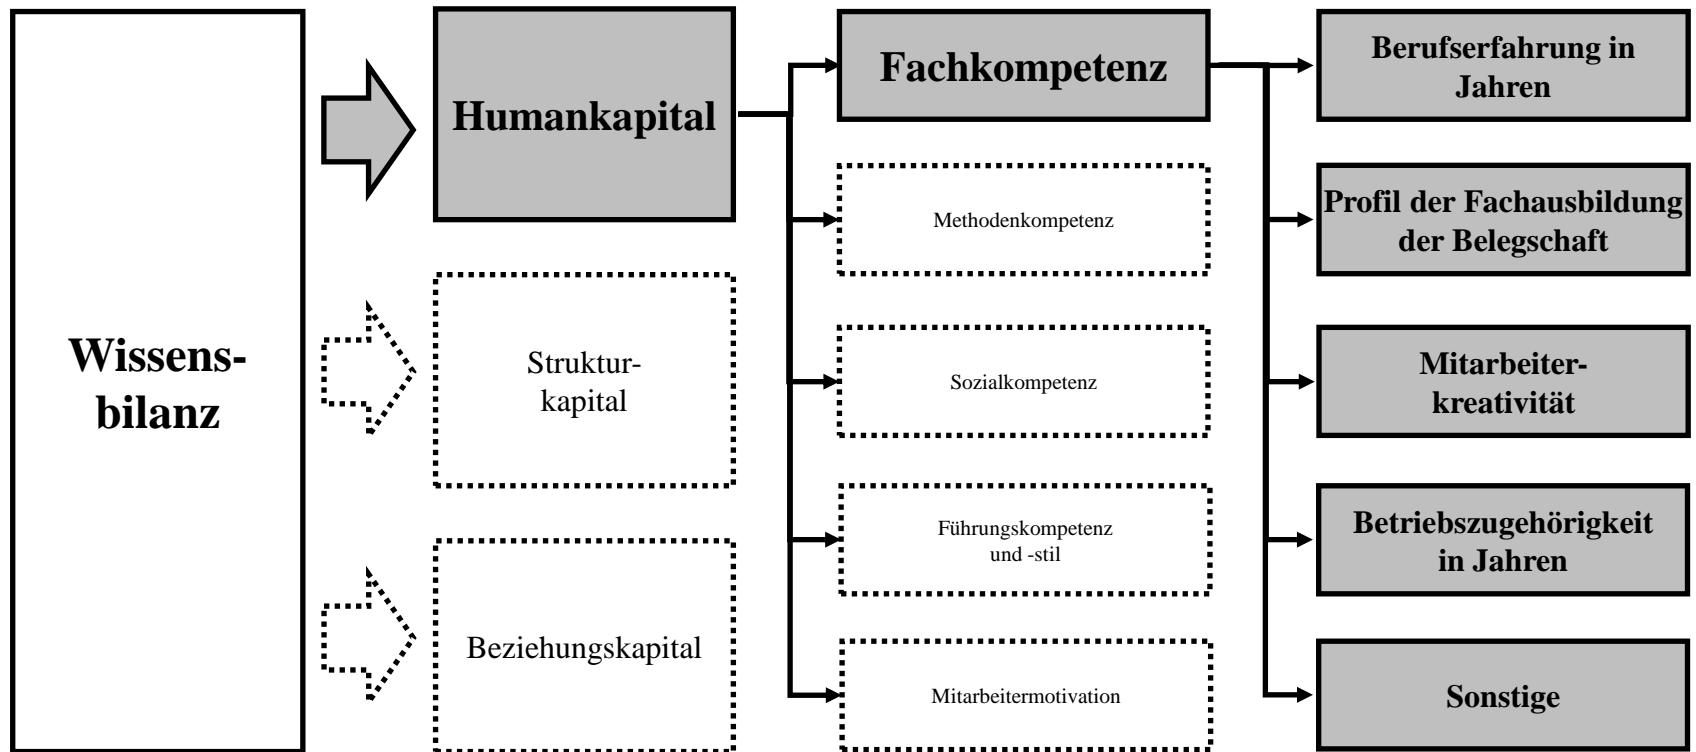 Wissens-
bilanz
Humankapital
Struktur-
kapital
Beziehungskapital
Fachkompetenz
Methodenkompetenz
Sozialkompetenz
Führungskompetenz
und -stil
Mitarbeitermotivation
Berufserfahrung in
Jahren
Profil der Fachausbildung
der Belegschaft
Mitarbeiter-
kreativität
Betriebszugehörigkeit
in Jahren
Sonstige